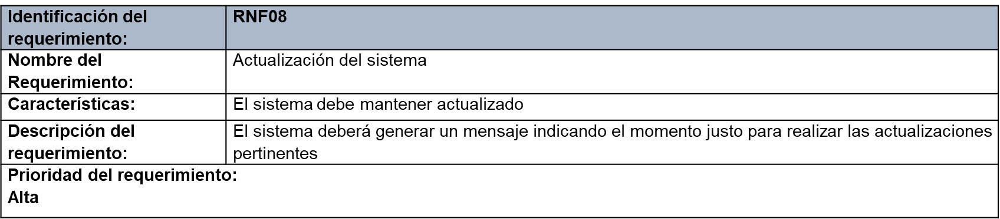 Identificación del
requerimiento:
RNF08
Nombre del
Requerimiento:
Actualización del sistema
Características:
El sistema debe mantener actualizado
Descripción del
requerimiento:
El sistema deberá generar un mensaje indicando el momento justo para realizar las actualizaciones
pertinentes
Prioridad del requerimiento:
Alta